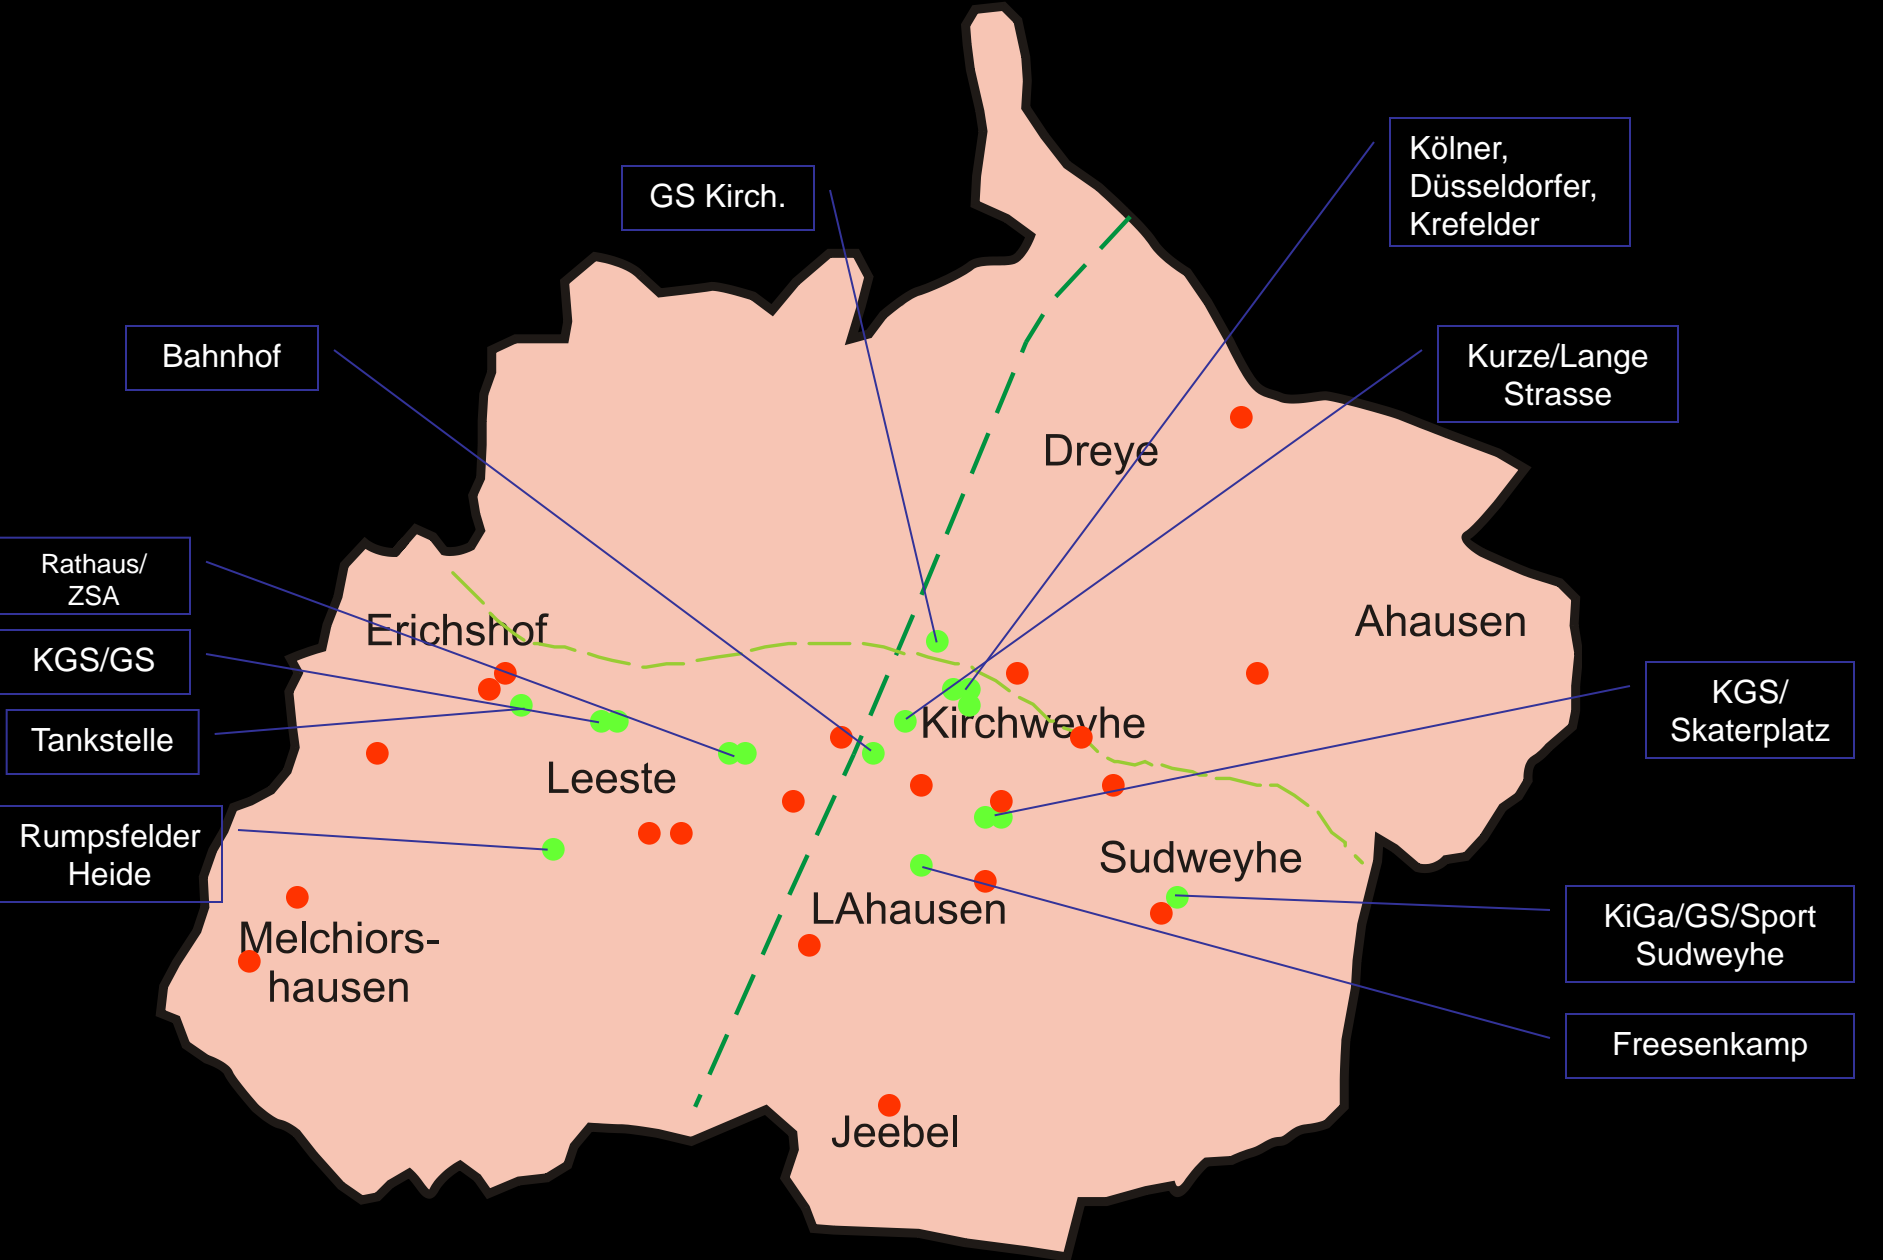 GS Kirch.
Kölner,
Düsseldorfer,
Krefelder
Bahnhof
Kurze/Lange
Strasse
Dreye
Rathaus/
ZSA
Erichshof
Ahausen
KGS/GS
KGS/
Skaterplatz
Tankstelle
Kirchweyhe
Leeste
Rumpsfelder
Heide
Sudweyhe
LAhausen
KiGa/GS/Sport
Sudweyhe
Melchiors-
hausen
Freesenkamp
Jeebel